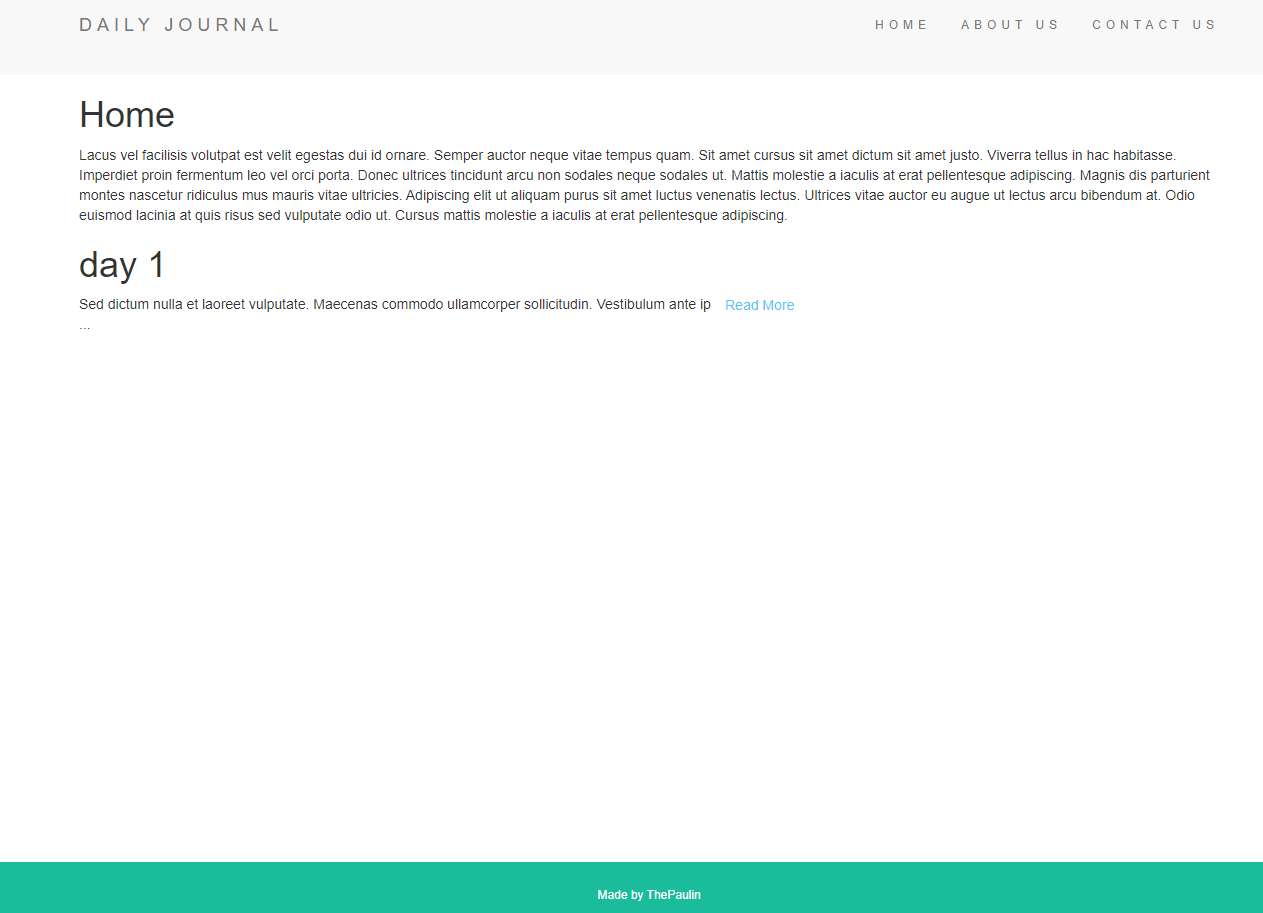 DAILY JOURNAL
HOME ABOUT US CONTACT US
Home
Lacus vel facilisis volutpat est velit egestas dui id ornare. Semper auctor neque vitae tempus quam. Sit amet cursus sit amet dictum sit amet justo. Viverra tellus in hac habitasse.
Imperdiet proin fermentum leo vel orci porta. Donec ultrices tincidunt arcu non sodales neque sodales ut. Mattis molestie a iaculis at erat pellentesque adipiscing. Magnis dis parturient
montes nascetur ridiculus mus mauris vitae ultricies. Adipiscing elit ut aliquam purus sit amet luctus venenatis lectus. Ultrices vitae auctor eu augue ut lectus arcu bibendum at. Odio
euismod lacinia at quis risus sed vulputate odio ut. Cursus mattis molestie a iaculis at erat pellentesque adipiscing.
day 1
Sed dictum nulla et laoreet vulputate. Maecenas commodo ullamcorper sollicitudin. Vestibulum ante ip Read More
...
Made by ThePaulin